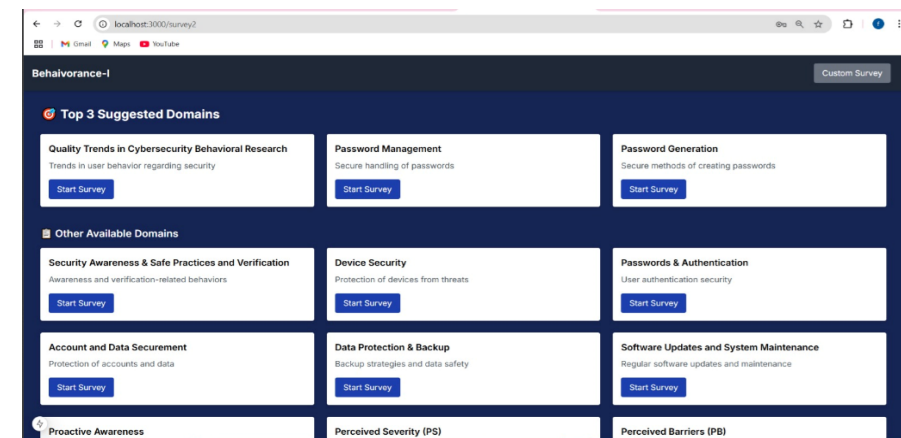 localhost:3000/survey2
Gmail Maps YouTube
Behaivorance-I
Custom Survey
Top 3 Suggested Domains
Quality Trends in Cybersecurity Behavioral Research
Trends in user behavior regarding security
Start Survey
Password Management
Secure handling of passwords
Start Survey
Password Generation
Secure methods of creating passwords
Start Survey
Other Available Domains
Security Awareness & Safe Practices and Verification
Awareness and verification-related behaviors
Start Survey
Device Security
Protection of devices from threats
Start Survey
Passwords & Authentication
User authentication security
Start Survey
Account and Data Securement
Protection of accounts and data
Start Survey
Data Protection & Backup
Backup strategies and data safety
Start Survey
Software Updates and System Maintenance
Regular software updates and maintenance
Start Survey
Proactive Awareness
Perceived Severity (PS)
Perceived Barriers (PB)